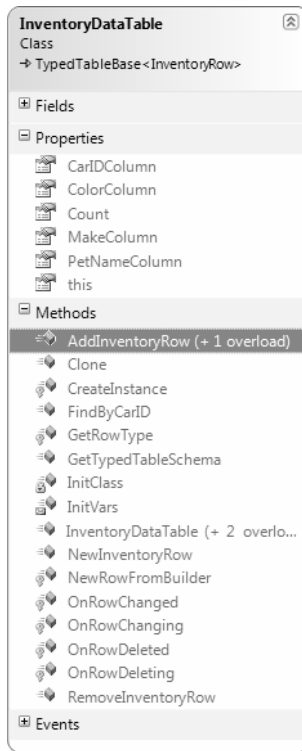 InventoryDataTable
Class
TypedTableBase<InventoryRow>
Fields
Properties
CarIDColumn
ColorColumn
Count
MakeColumn
PetNameColumn
this
Methods
AddInventoryRow (+ 1 overload)
Clone
CreateInstance
FindByCarID
GetRowType
GetTypedTableSchema
InitClass
InitVars
InventoryDataTable (+ 2 overlo...
NewInventoryRow
NewRowFromBuilder
OnRowChanged
OnRowChanging
OnRowDeleted
OnRowDeleting
RemoveInventoryRow
Events